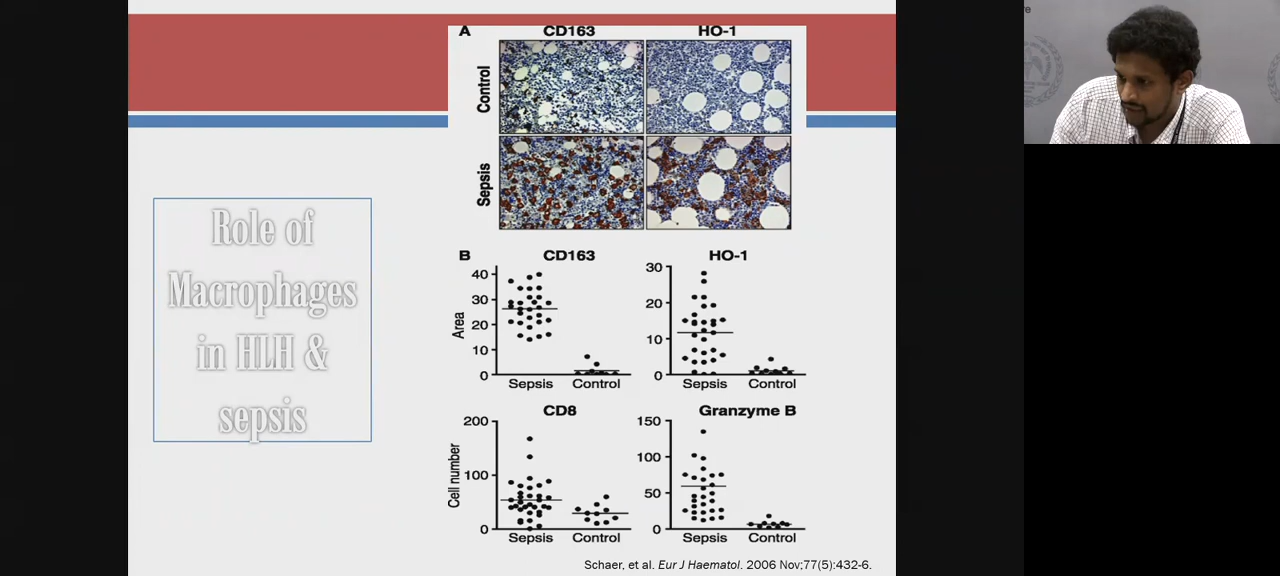 re
Role of
Macrophages
in HLH &
sepsis
A
CD163
HO-1
Control
Sepsis
B
CD163
HO-1
Area
40
30
20
10
0
Sepsis
Control
30
20
10
0
Sepsis
Control
CD8
Granzyme B
Cell number
200
100
0
Sepsis
Control
150
100
50
0
Sepsis
Control
Schaer, et al. Eur J Haematol. 2006 Nov;77(5):432-6.